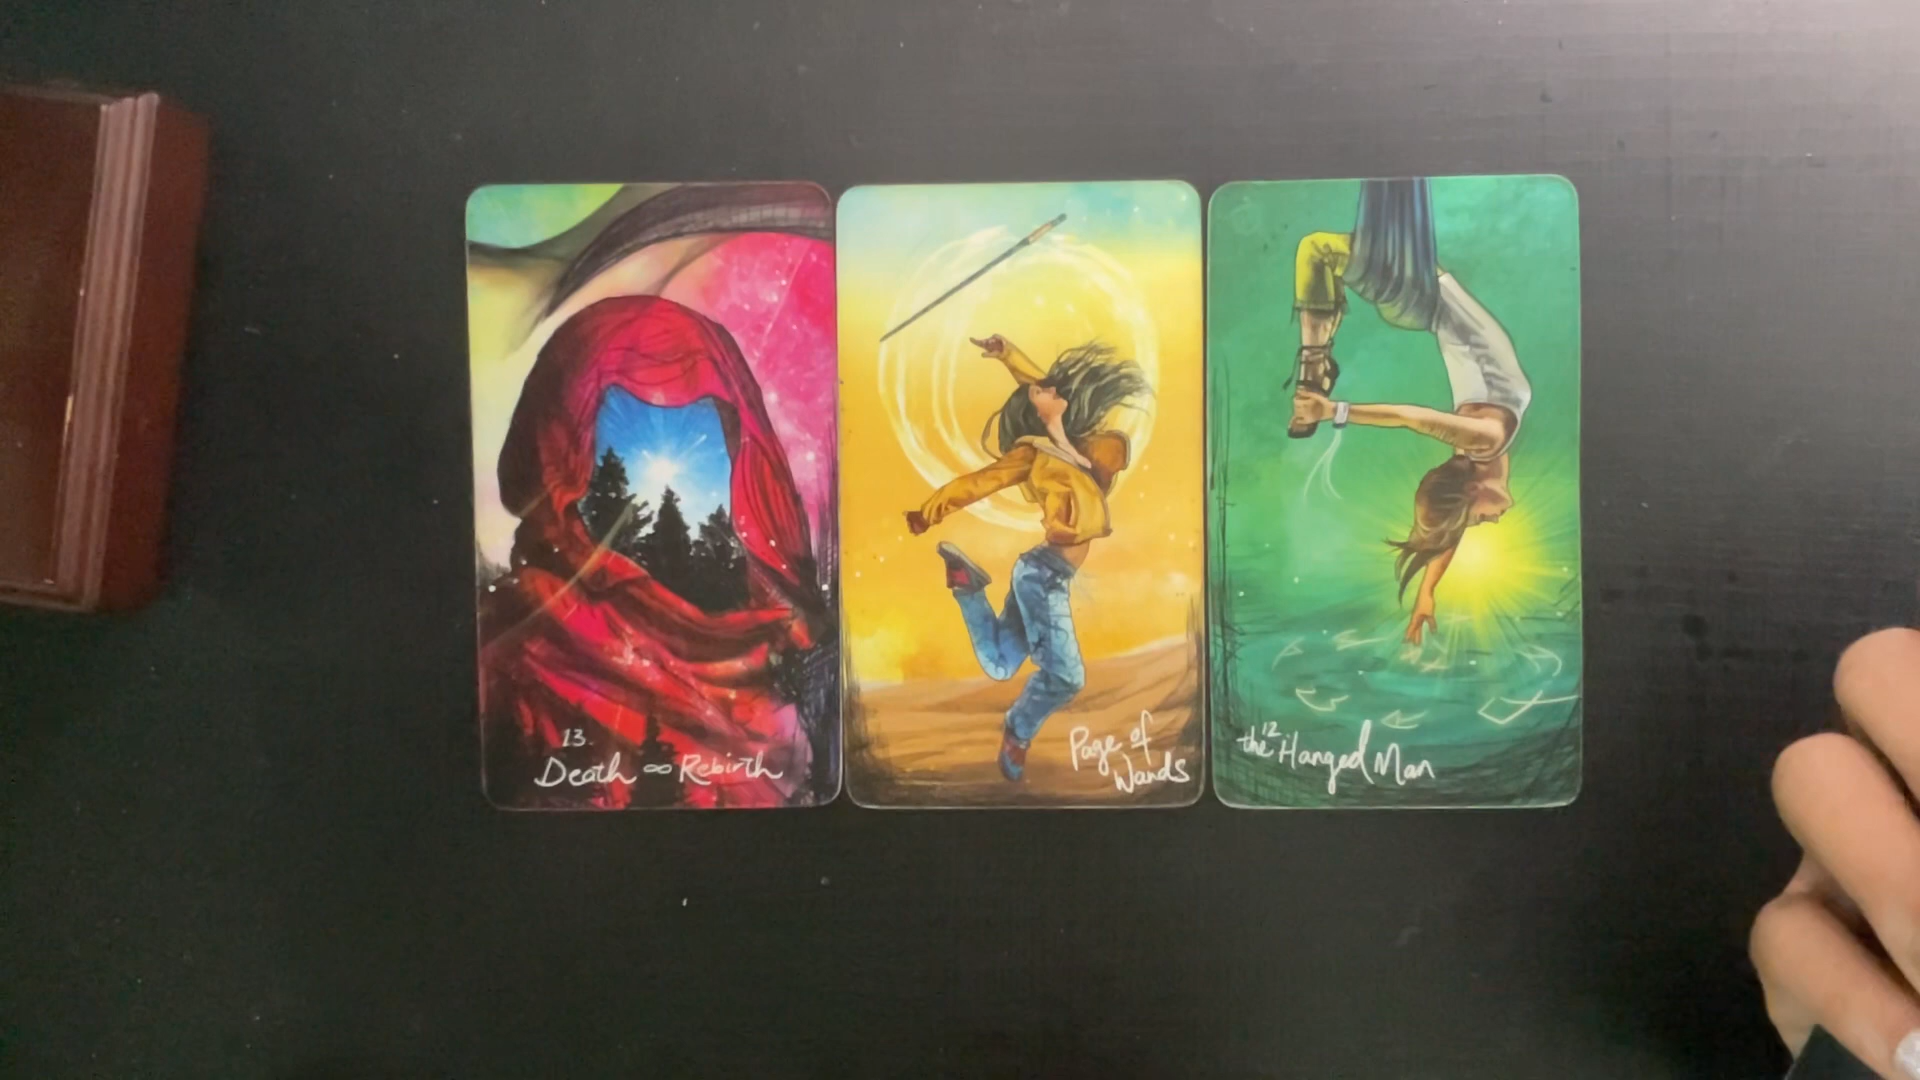 13.
Death ∞ Rebirth
Page of
Wands
12
the Hanged Man